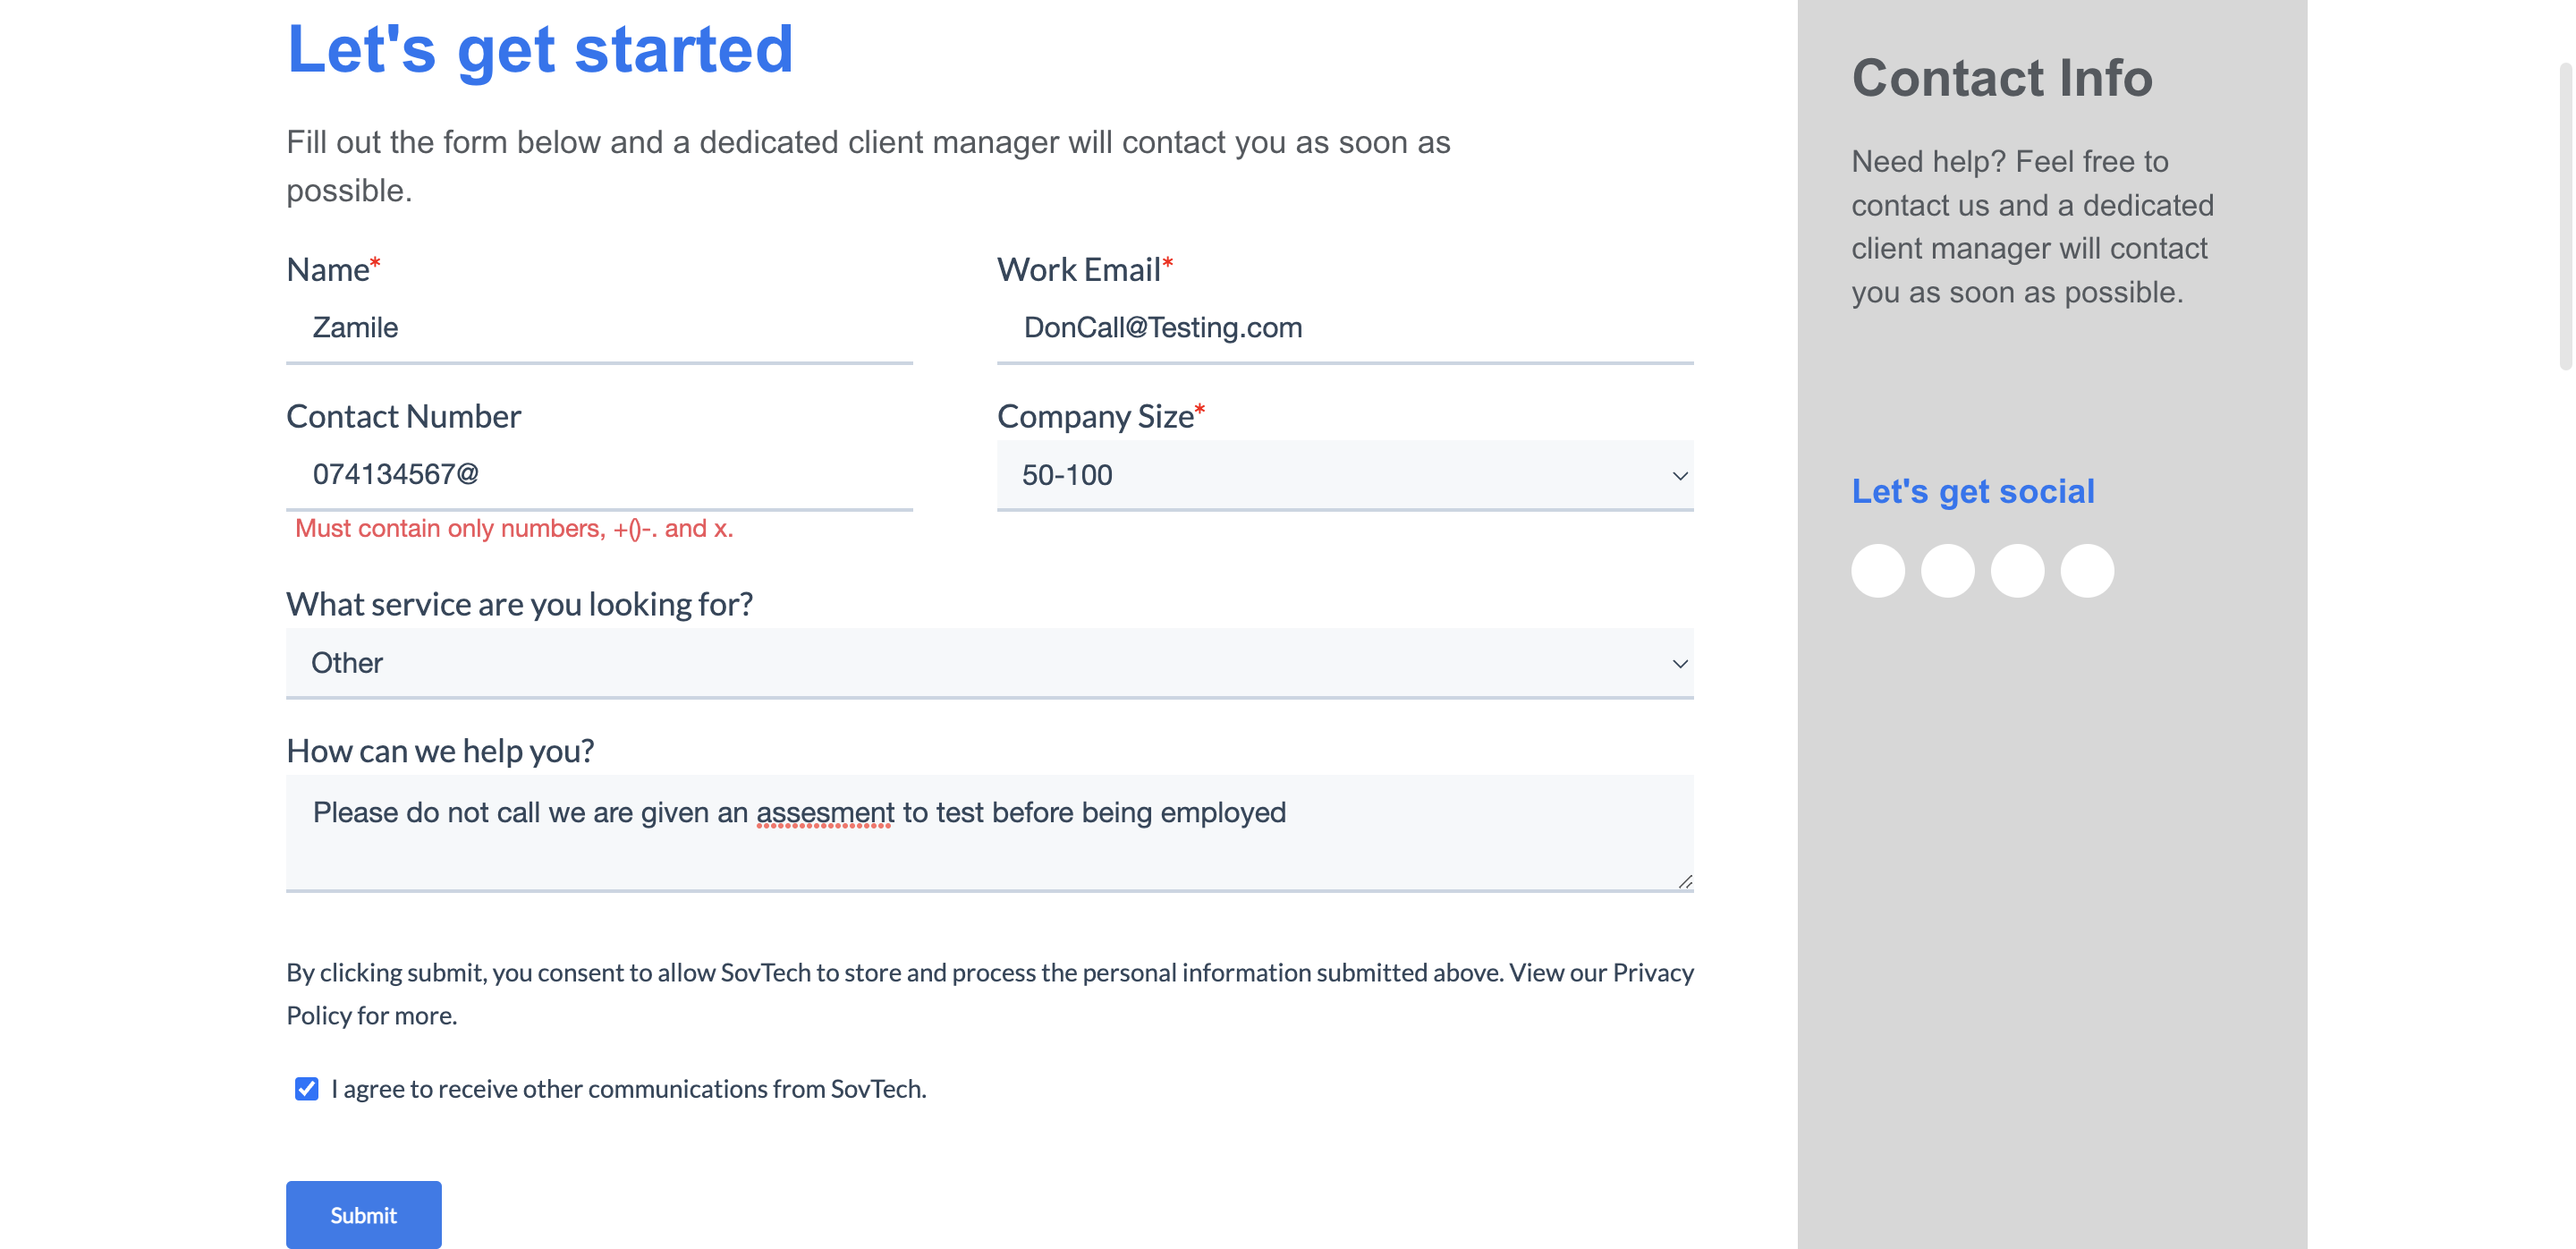 Let's get started
Fill out the form below and a dedicated client manager will contact you as soon as
possible.
Name*
Zamile
Work Email*
DonCall@Testing.com
Contact Number
074134567@
Must contain only numbers, +()-. and x.
Company Size*
50-100
What service are you looking for?
Other
How can we help you?
Please do not call we are given an assesment to test before being employed
By clicking submit, you consent to allow SovTech to store and process the personal information submitted above. View our Privacy
Policy for more.
I agree to receive other communications from SovTech.
Submit
Contact Info
Need help? Feel free to
contact us and a dedicated
client manager will contact
you as soon as possible.
Let's get social